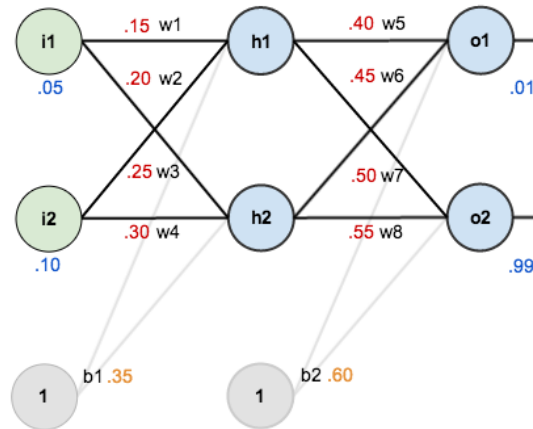 i1 .15 w1 h1 .40 w5 o1
.05 .20 w2 .45 w6 .01
.25 w3 .50 w7
i2 .30 w4 h2 .55 w8 o2
.10 .99
b1 .35 b2 .60
1 1